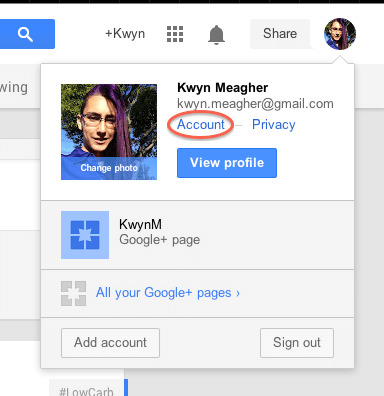 +Kwyn
Share
wing
Kwyn Meagher
kwyn.meagher@gmail.com
Account – Privacy
Change photo
View profile
KwynM
Google+ page
All your Google+ pages ›
Add account
Sign out
#LowCarb